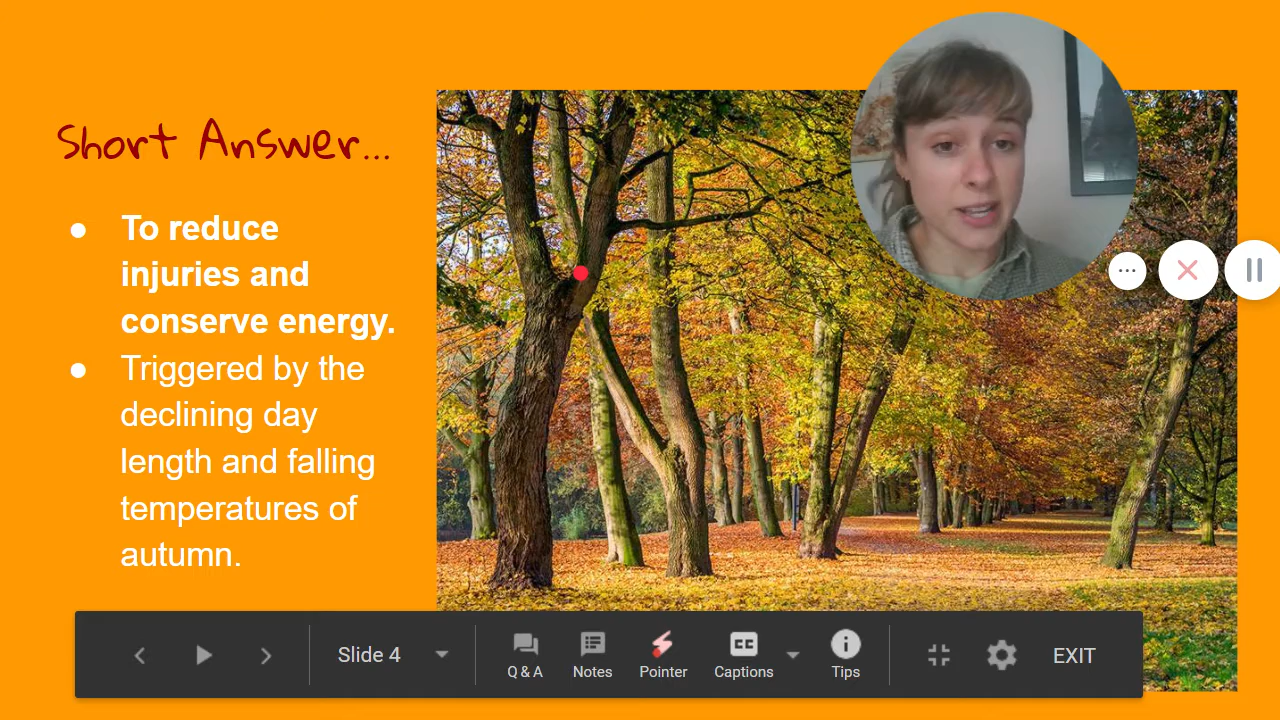 Short Answer...
● To reduce
injuries and
conserve energy.
● Triggered by the
declining day
length and falling
temperatures of
autumn.
Slide 4
Q & A
Notes
Pointer
CC
Captions
Tips
EXIT